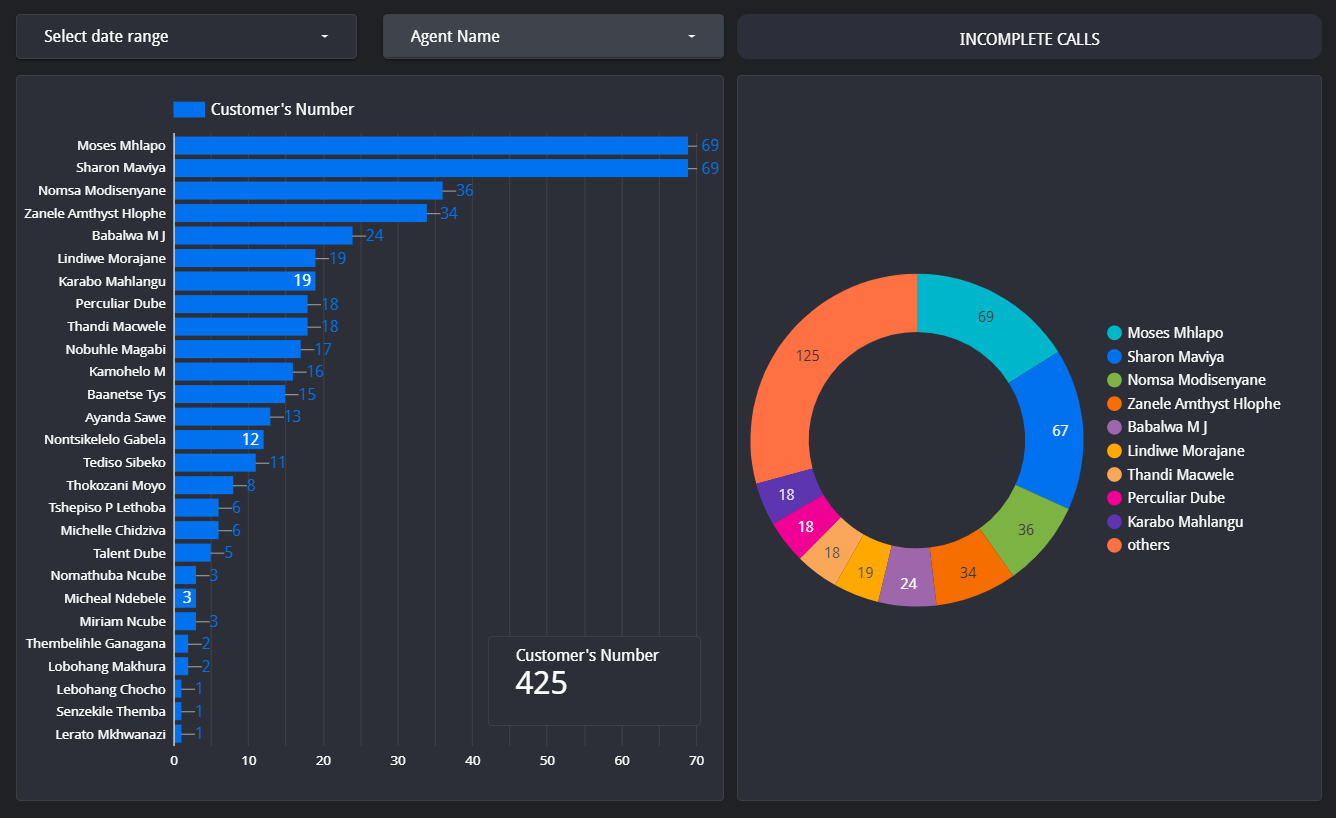 Select date range
Agent Name
INCOMPLETE CALLS
Customer's Number
Moses Mhlapo 69
Sharon Maviya 69
Nomsa Modisenyane 36
Zanele Amthyst Hlophe 34
Babalwa M J 24
Lindiwe Morajane 19
Karabo Mahlangu 19
Perculiar Dube 18
Thandi Macwele 18
Nobuhle Magabi 17
Kamohelo M 16
Baanetse Tys 15
Ayanda Sawe 13
Nontsikelelo Gabela 12
Tediso Sibeko 11
Thokozani Moyo 8
Tshepiso P Lethoba 6
Michelle Chidziva 6
Talent Dube 5
Nomathuba Ncube 3
Micheal Ndebele 3
Miriam Ncube 3
Thembelihle Ganagana 2
Lobohang Makhura 2
Lebohang Chocho 1
Senzekile Themba 1
Lerato Mkhwanazi 1
0 10 20 30 40 50 60 70
Customer's Number
425
69
67
36
34
24
19
18
18
18
125
Moses Mhlapo
Sharon Maviya
Nomsa Modisenyane
Zanele Amthyst Hlophe
Babalwa M J
Lindiwe Morajane
Thandi Macwele
Perculiar Dube
Karabo Mahlangu
others